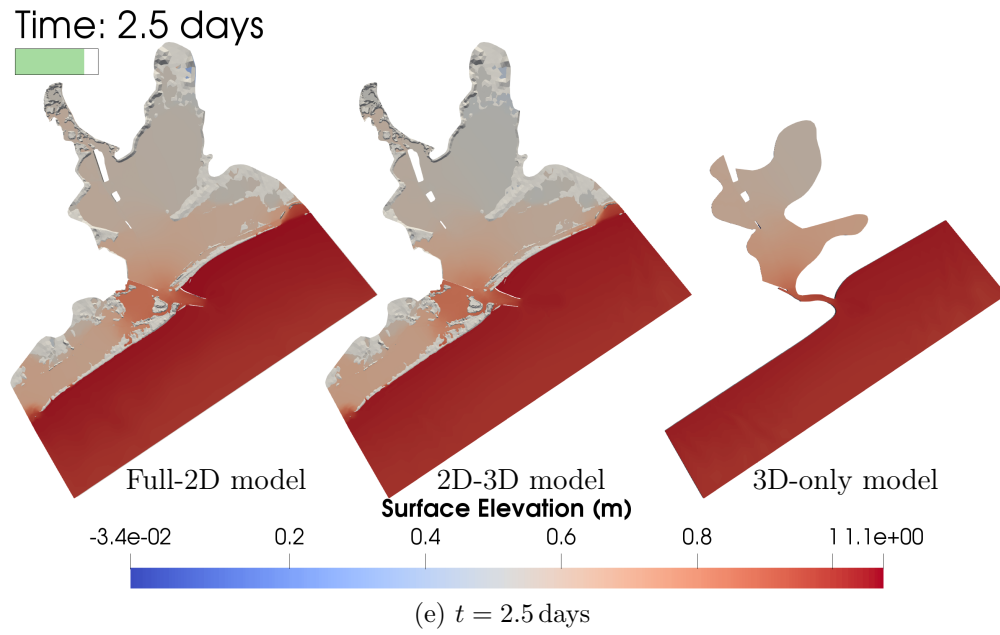 Time: 2.5 days
Full-2D model
2D-3D model
3D-only model
Surface Elevation (m)
-3.4e-02 0.2 0.4 0.6 0.8 1 1.1e+00
(e) t = 2.5 days